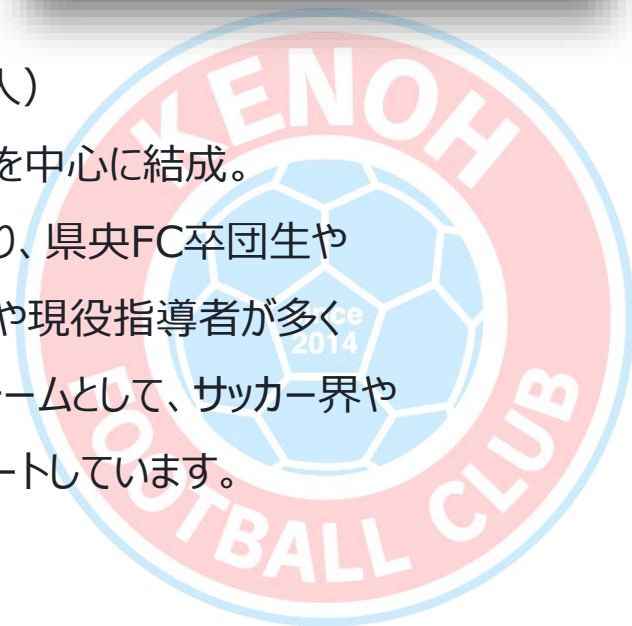 人）
を中心に結成。
り、県央FC卒団生や
や現役指導者が多く
ームとして、サッカー界や
ートしています。
KENOH
since
2014
FOOTBALL CLUB